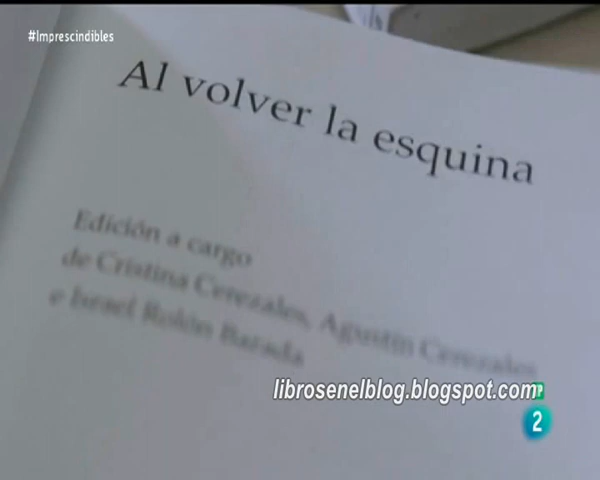 #Imprescindibles
Al volver la esquina
Edición a cargo
de Cristina Cerezales, Agustín Cerezales
e Israel Rolón Barada
librosenelblog.blogspot.com
2